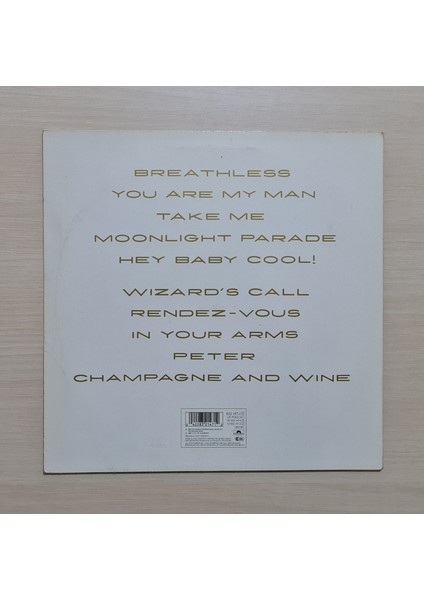 BREATHLESS
YOU ARE MY MAN
TAKE ME
MOONLIGHT PARADE
HEY BABY COOL!
WIZARD'S CALL
RENDEZ-VOUS
IN YOUR ARMS
PETER
CHAMPAGNE AND WINE